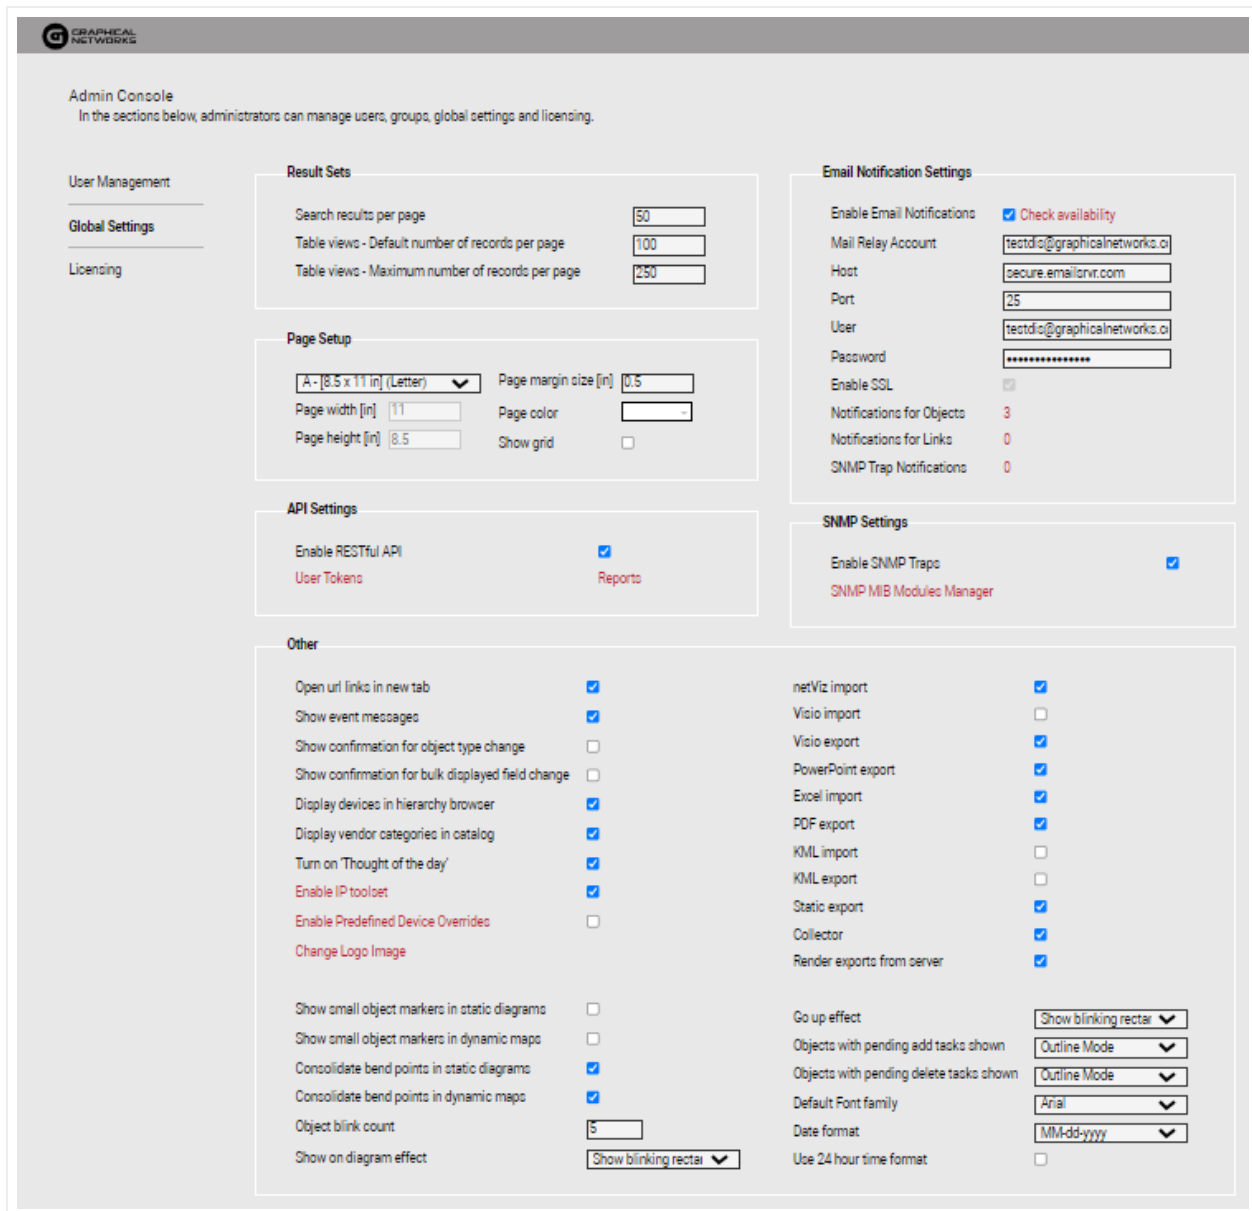 GRAPHICAL
NETWORKS
Admin Console
In the sections below, administrators can manage users, groups, global settings and licensing.
User Management
Global Settings
Licensing
Result Sets
Search results per page 50
Table views - Default number of records per page 100
Table views - Maximum number of records per page 250
Page Setup
A - [8.5 x 11 in] (Letter) Page margin size [in] 0.5
Page width [in] 11 Page color
Page height [in] 8.5 Show grid
API Settings
Enable RESTful API
User Tokens Reports
Email Notification Settings
Enable Email Notifications Check availability
Mail Relay Account testdis@graphicalnetworks.c
Host secure.emailsrvr.com
Port 25
User testdis@graphicalnetworks.c
Password •••••••••••••••
Enable SSL
Notifications for Objects 3
Notifications for Links 0
SNMP Trap Notifications 0
SNMP Settings
Enable SNMP Traps
SNMP MIB Modules Manager
Other
Open url links in new tab
Show event messages
Show confirmation for object type change
Show confirmation for bulk displayed field change
Display devices in hierarchy browser
Display vendor categories in catalog
Turn on 'Thought of the day'
Enable IP toolset
Enable Predefined Device Overrides
Change Logo Image
Show small object markers in static diagrams
Show small object markers in dynamic maps
Consolidate bend points in static diagrams
Consolidate bend points in dynamic maps
Object blink count 5
Show on diagram effect Show blinking rectar
netViz import
Visio import
Visio export
PowerPoint export
Excel import
PDF export
KML import
KML export
Static export
Collector
Render exports from server
Go up effect Show blinking rectar
Objects with pending add tasks shown Outline Mode
Objects with pending delete tasks shown Outline Mode
Default Font family Arial
Date format MM-dd-yyyy
Use 24 hour time format